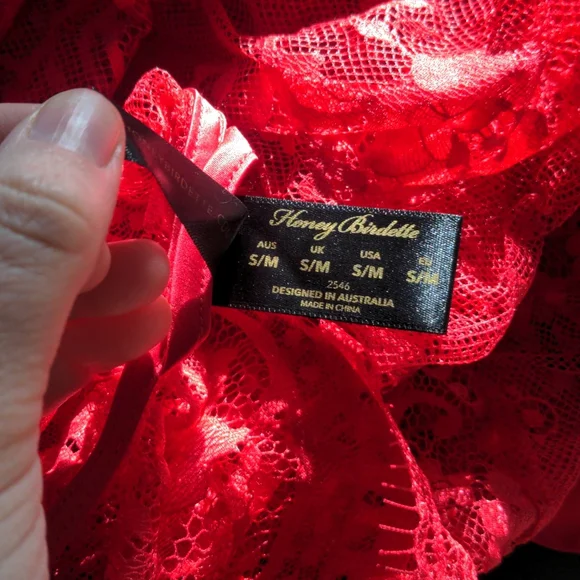 Honey Birdette
AUS UK USA EU
S/M S/M S/M S/M
2546
DESIGNED IN AUSTRALIA
MADE IN CHINA